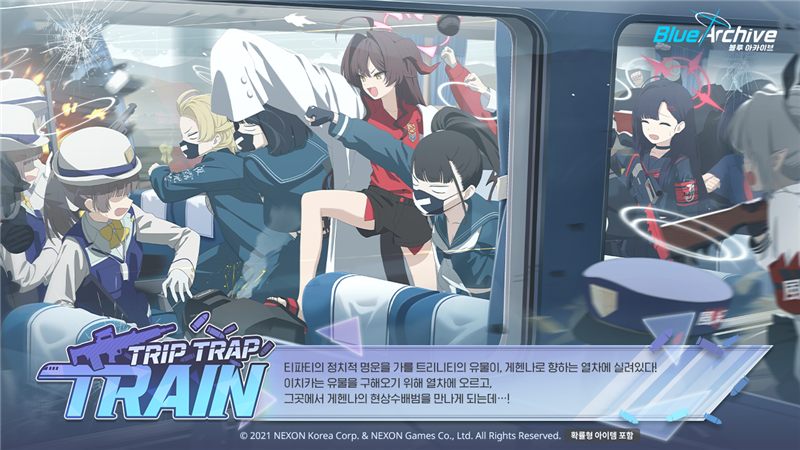 Blue Archive
블루 아카이브
TRIP TRAP
TRAIN
티파티의 정치적 명운을 가를 트리니티의 유물이, 게헨나로 향하는 열차에 실려있다!
이치카는 유물을 구해오기 위해 열차에 오르고,
그곳에서 게헨나의 현상수배범을 만나게 되는데…!
© 2021 NEXON Korea Corp. & NEXON Games Co., Ltd. All Rights Reserved. 확률형 아이템 포함